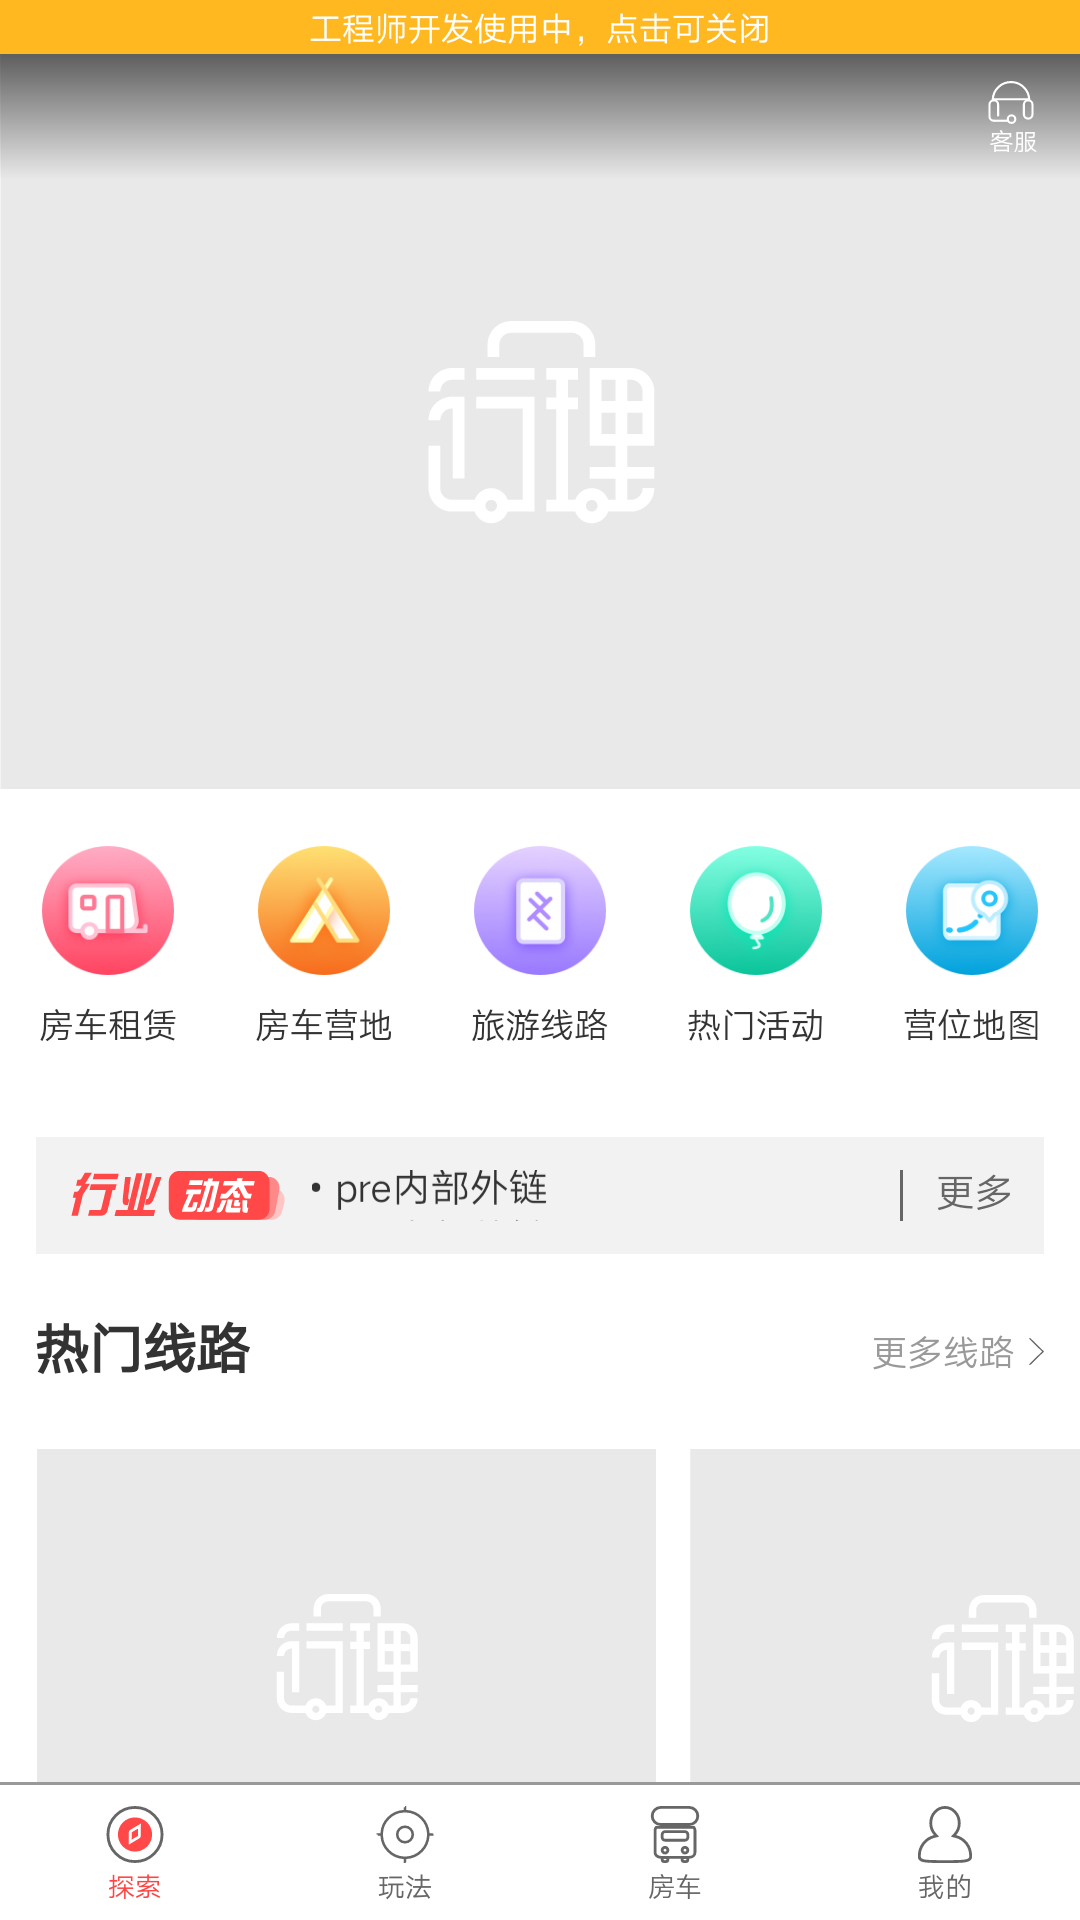 工程师开发使用中，点击可关闭
客服
行理
房车租赁 房车营地 旅游线路 热门活动 营位地图
行业 动态 • pre内部外链 更多
热门线路 更多线路
行理 行理
探索 玩法 房车 我的